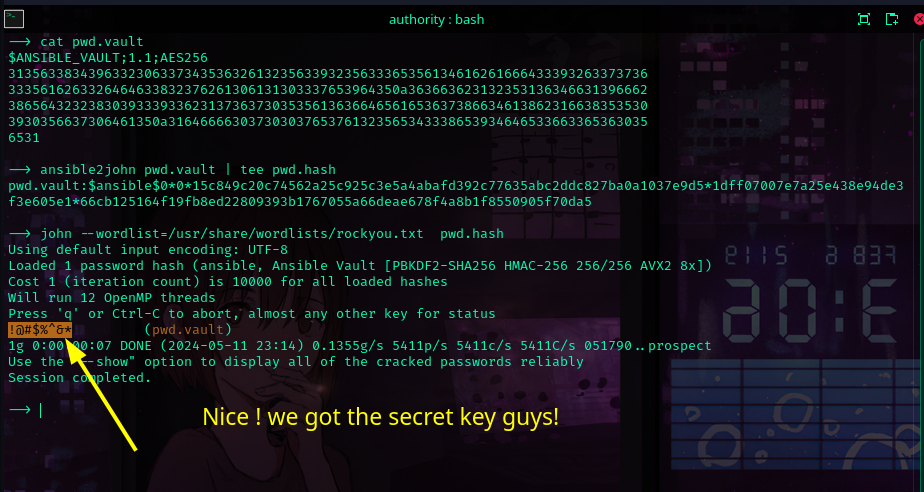 authority : bash
--> cat pwd.vault
$ANSIBLE_VAULT;1.1;AES256
31356338343963323063373435363261323563393235633365356134616261666433393263373736
3335616263326464633832376261306131303337653964350a363663623132353136346631396662
38656432323830393339336231373637303535613636646561653637386634613862316638353530
3930356637306461350a316466663037303037653761323565343338653934646533663365363035
6531
--> ansible2john pwd.vault | tee pwd.hash
pwd.vault:$ansible$0*0*15c849c20c74562a25c925c3e5a4abafd392c77635abc2ddc827ba0a1037e9d5*1dff07007e7a25e438e94de3
f3e605e1*66cb125164f19fb8ed22809393b1767055a66deae678f4a8b1f8550905f70da5
--> john --wordlist=/usr/share/wordlists/rockyou.txt  pwd.hash
Using default input encoding: UTF-8
Loaded 1 password hash (ansible, Ansible Vault [PBKDF2-SHA256 HMAC-256 256/256 AVX2 8x])
Cost 1 (iteration count) is 10000 for all loaded hashes
Will run 12 OpenMP threads
Press 'q' or Ctrl-C to abort, almost any other key for status
!@#$%^&*         (pwd.vault)
1g 0:00:00:07 DONE (2024-05-11 23:14) 0.1355g/s 5411p/s 5411c/s 5411C/s 051790..prospect
Use the "--show" option to display all of the cracked passwords reliably
Session completed.
-->
Nice ! we got the secret key guys!